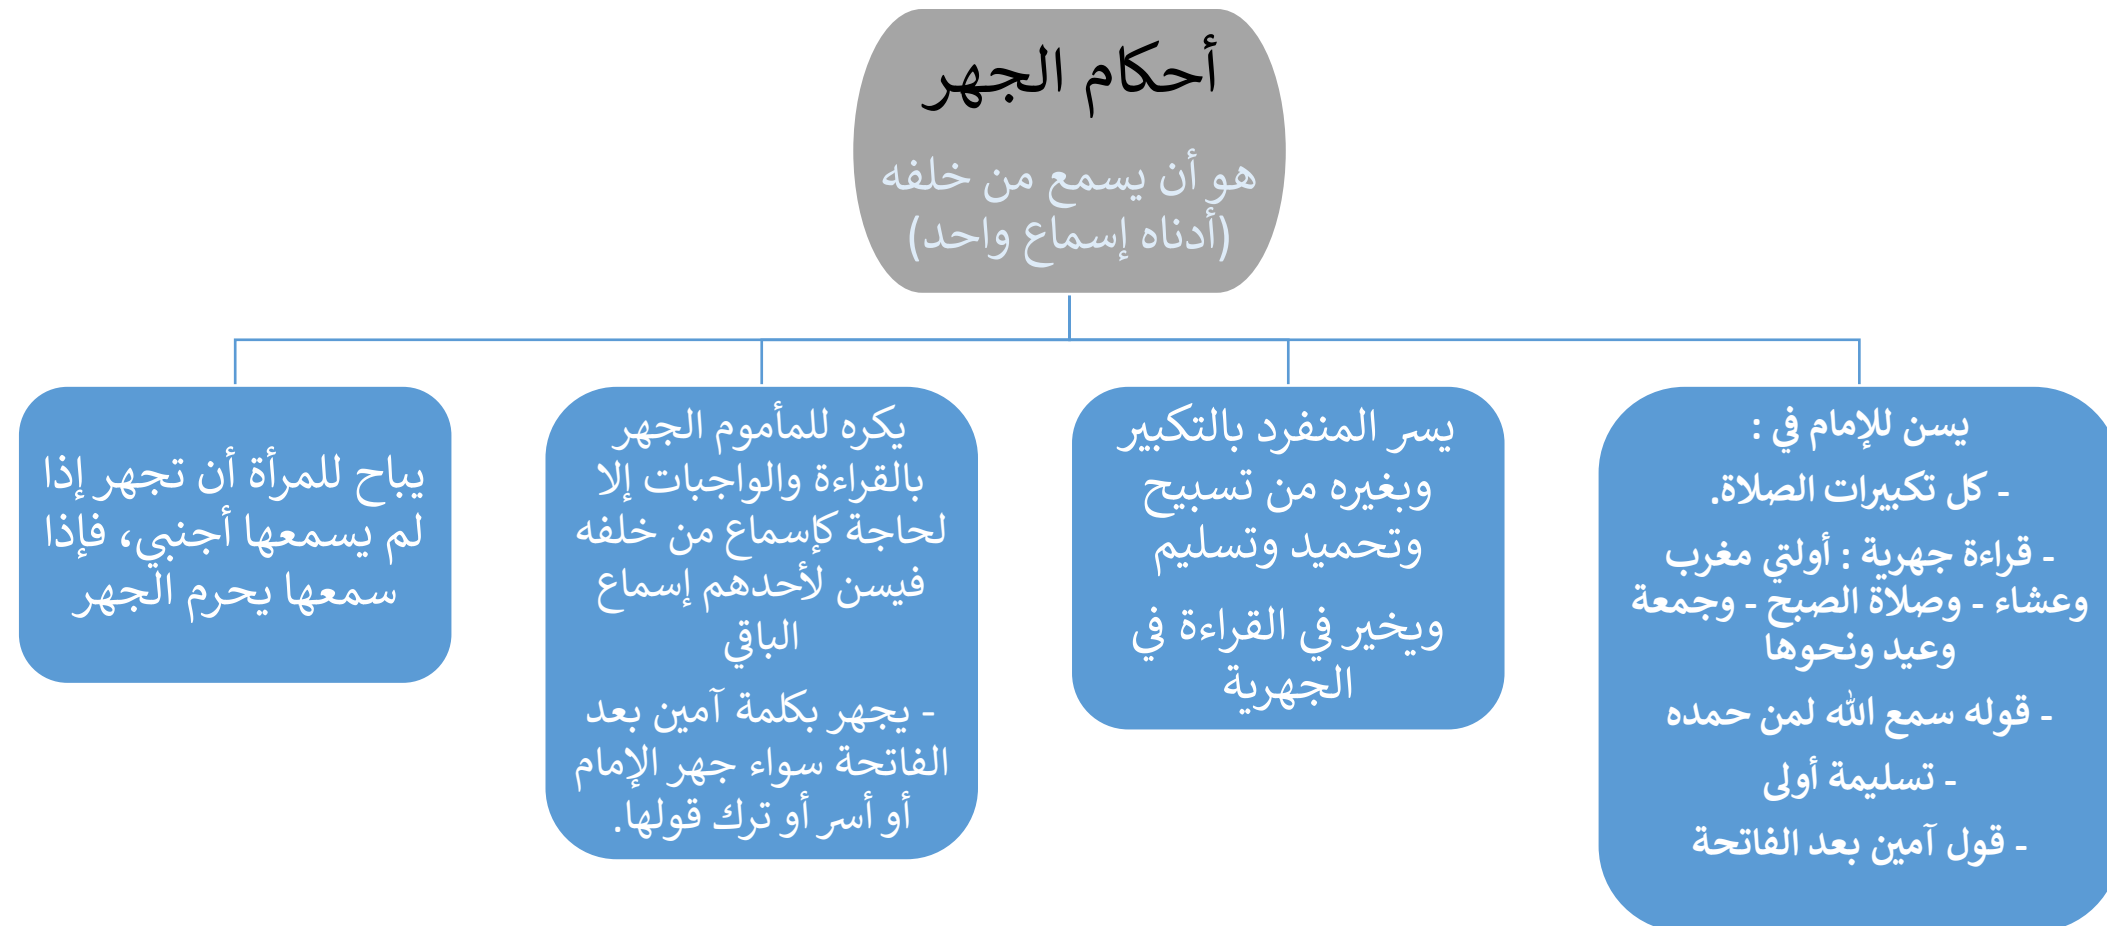 أحكام الجهر
هو أن يسمع من خلفه
(أدناه إسماع واحد)
يسن للإمام في :
- كل تكبيرات الصلاة.
- قراءة جهرية : أولتي مغرب
وعشاء - وصلاة الصبح - وجمعة
وعيد ونحوها
- قوله سمع الله لمن حمده
- تسليمة أولى
- قول آمين بعد الفاتحة
يسر المنفرد بالتكبير
وبغيره من تسبيح
وتحميد وتسليم
ويخير في القراءة في
الجهرية
يكره للمأموم الجهر
بالقراءة والواجبات إلا
لحاجة كإسماع من خلفه
فيسن لأحدهم إسماع
الباقي
- يجهر بكلمة آمين بعد
الفاتحة سواء جهر الإمام
أو أسر أو ترك قولها.
يباح للمرأة أن تجهر إذا
لم يسمعها أجنبي، فإذا
سمعها يحرم الجهر